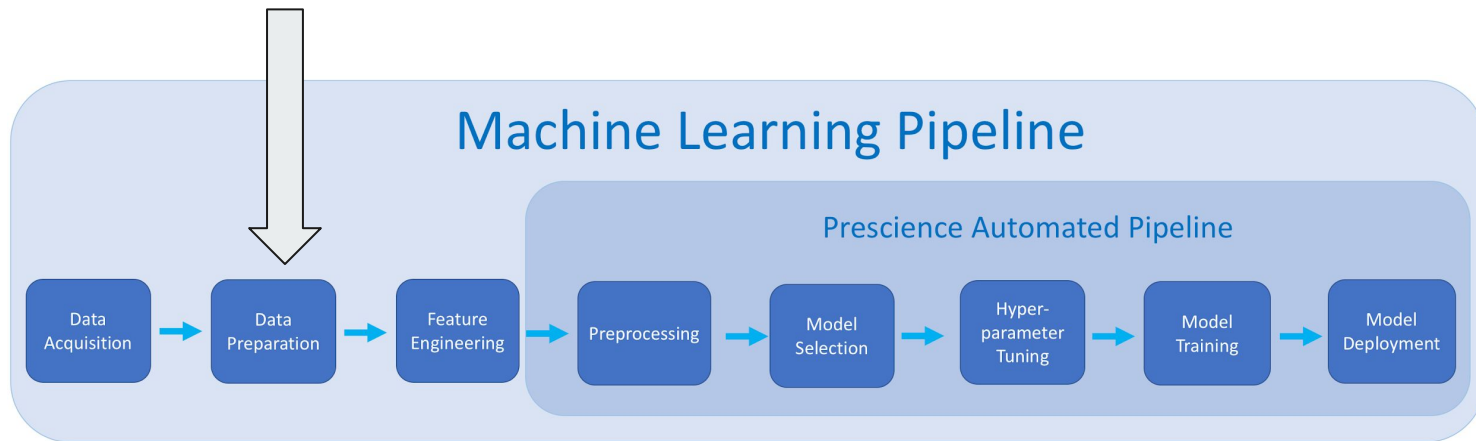 Machine Learning Pipeline
Prescience Automated Pipeline
Data
Acquisition
Data
Preparation
Feature
Engineering
Preprocessing
Model
Selection
Hyper-
parameter
Tuning
Model
Training
Model
Deployment